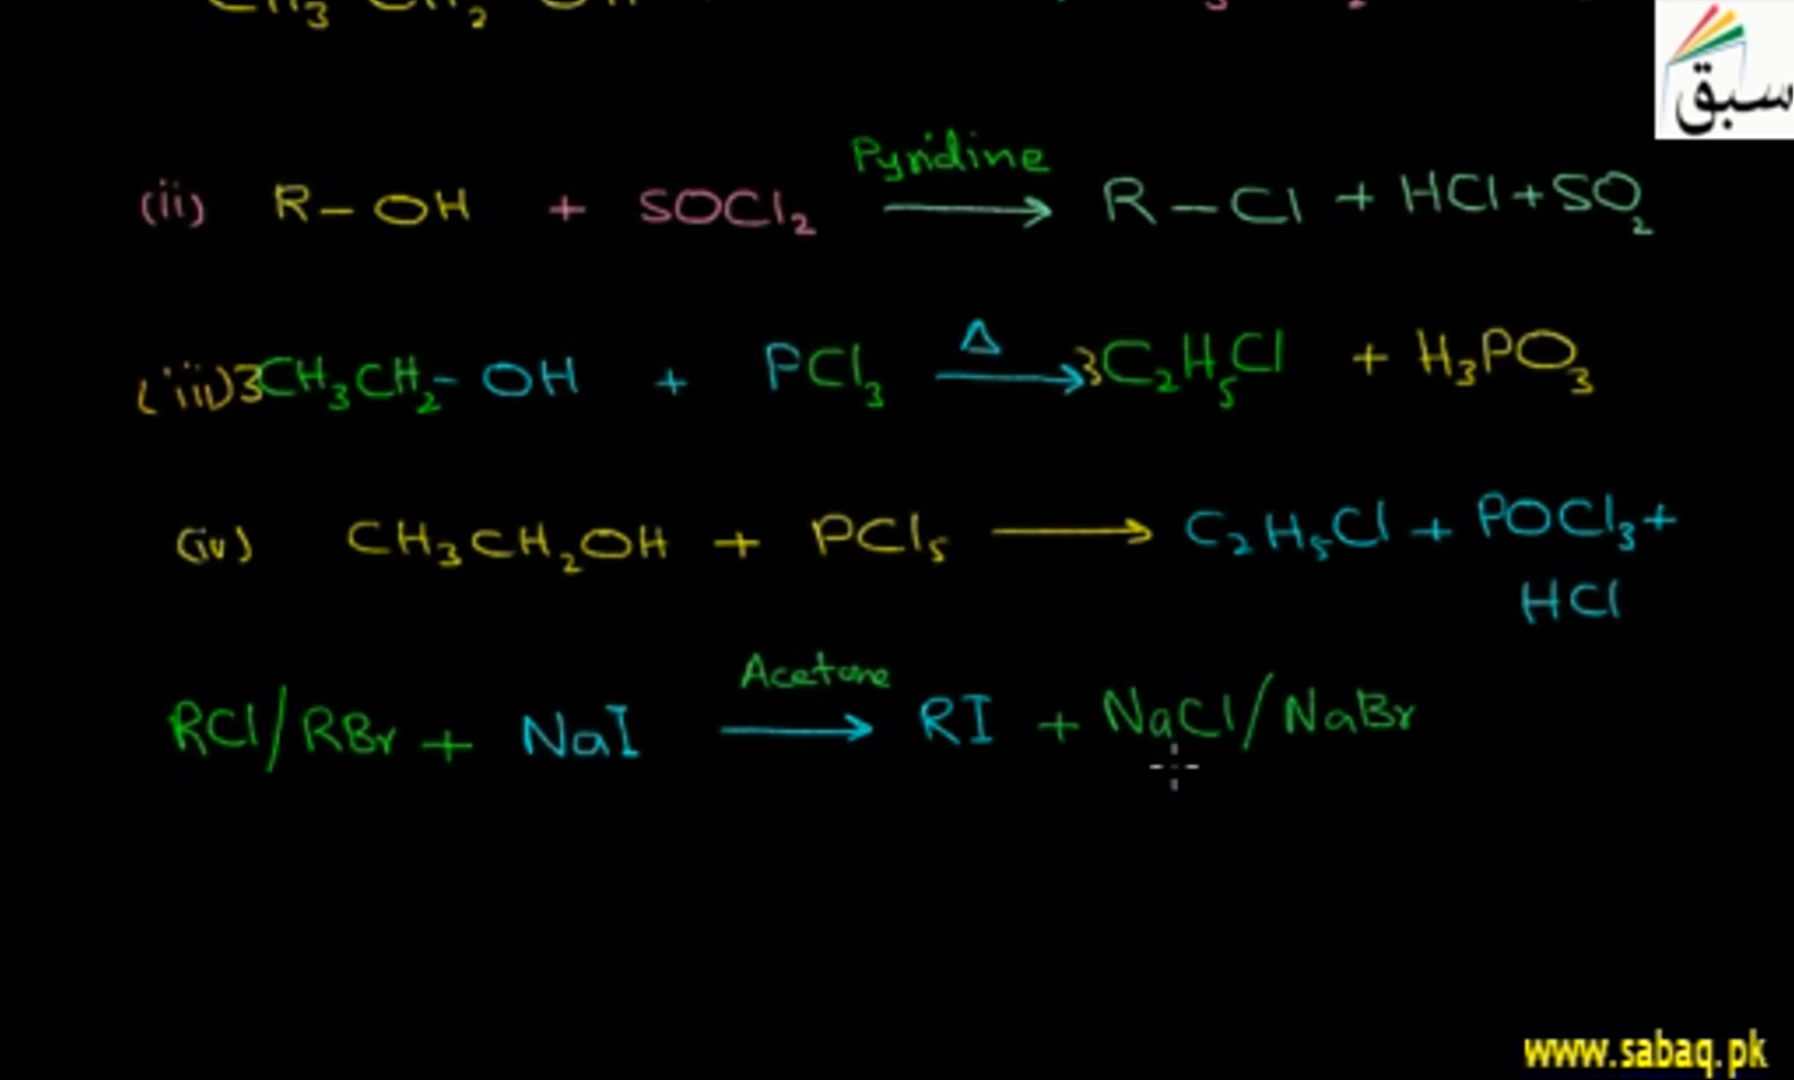 سبق
Pyridine
(ii) R-OH + SOCl₂ → R-Cl + HCl+SO₂
Δ
(iii) 3CH₃CH₂-OH + PCl₃ → 3C₂H₅Cl + H₃PO₃
(iv) CH₃CH₂OH + PCl₅ → C₂H₅Cl + POCl₃+
HCl
Acetone
RCl/RBr + NaI → RI + NaCl/NaBr
www.sabaq.pk